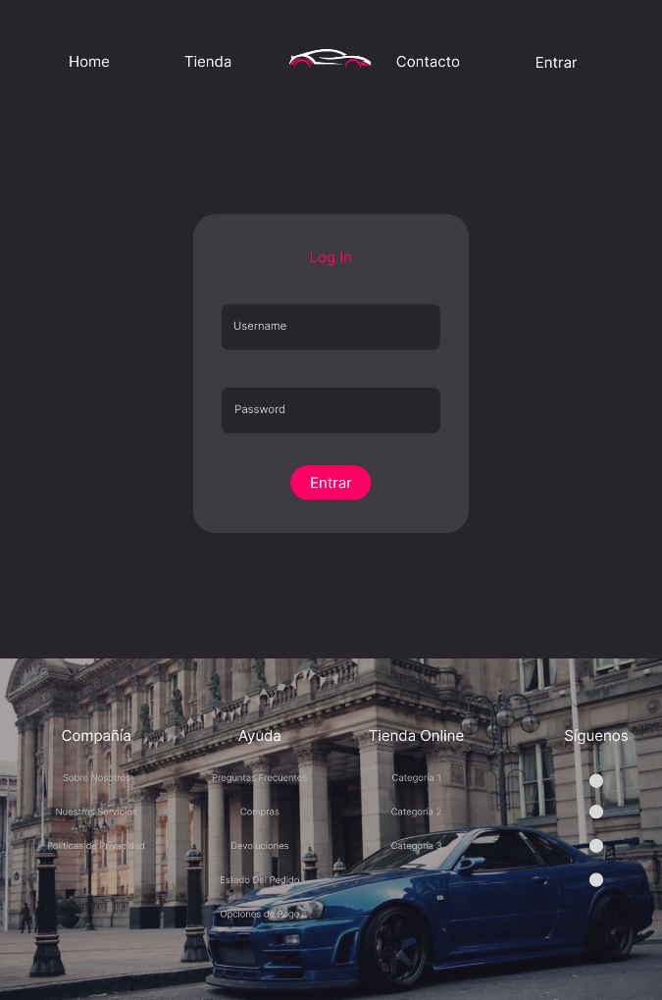 Home
Tienda
Contacto
Entrar
Log In
Username
Password
Entrar
Compañía
Ayuda
Tienda Online
Síguenos
Sobre Nosotros
Preguntas Frecuentes
Categoría 1
Nuestros Servicios
Compras
Categoría 2
Políticas de Privacidad
Devoluciones
Categoría 3
Estado Del Pedido
Opciones de Pago